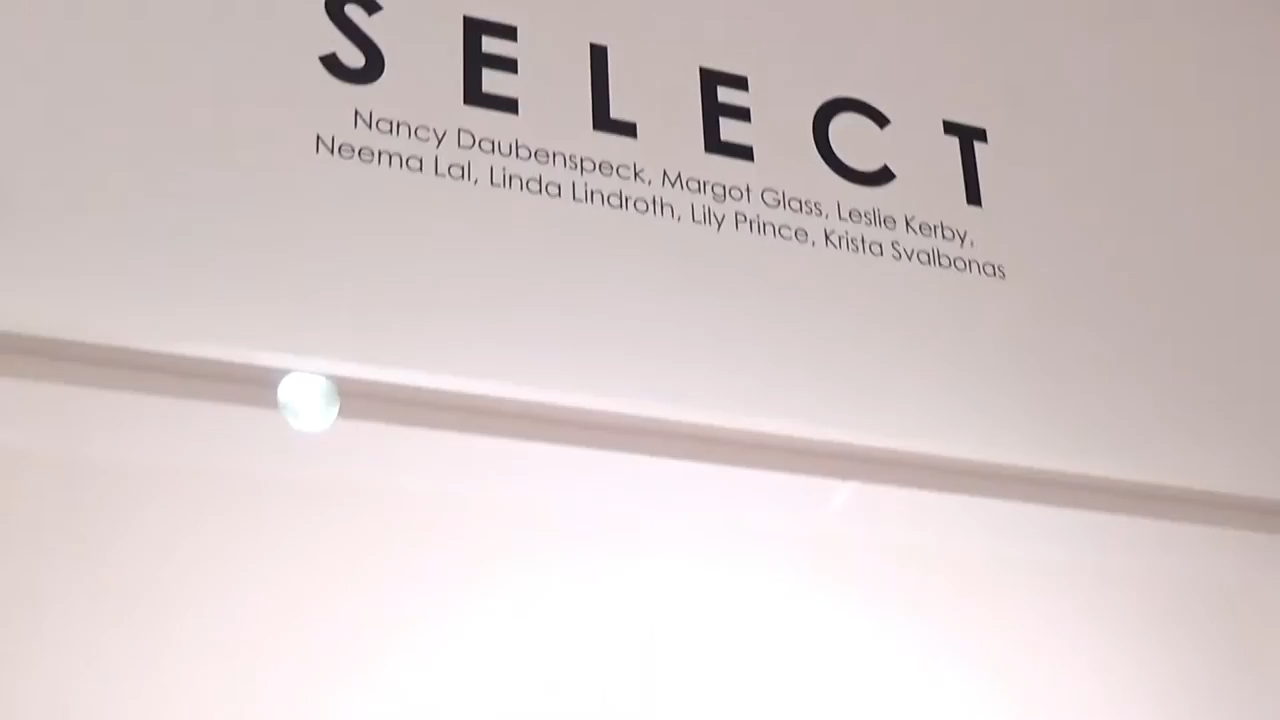 SELECT
Nancy Daubenspeck, Margot Glass, Leslie Kerby,
Neema Lal, Linda Lindroth, Lily Prince, Krista Svalbonas